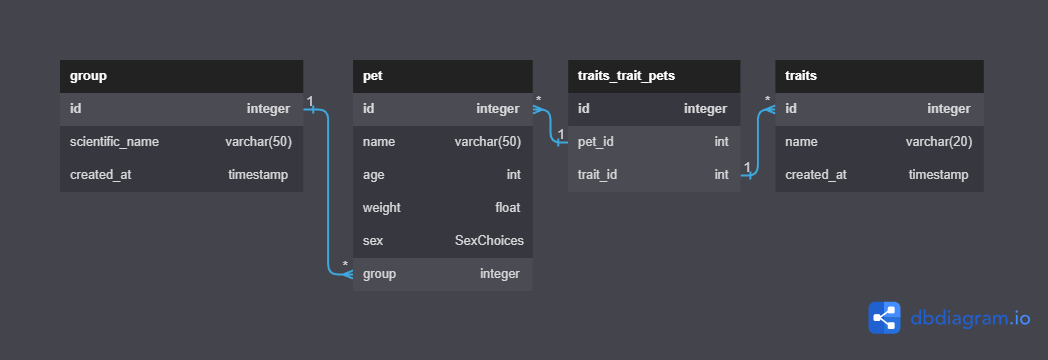 group
id integer
scientific_name varchar(50)
created_at timestamp
1
*
pet
id integer
name varchar(50)
age int
weight float
sex SexChoices
group integer
*
1
traits_trait_pets
id integer
pet_id int
trait_id int
1
*
traits
id integer
name varchar(20)
created_at timestamp
dbdiagram.io